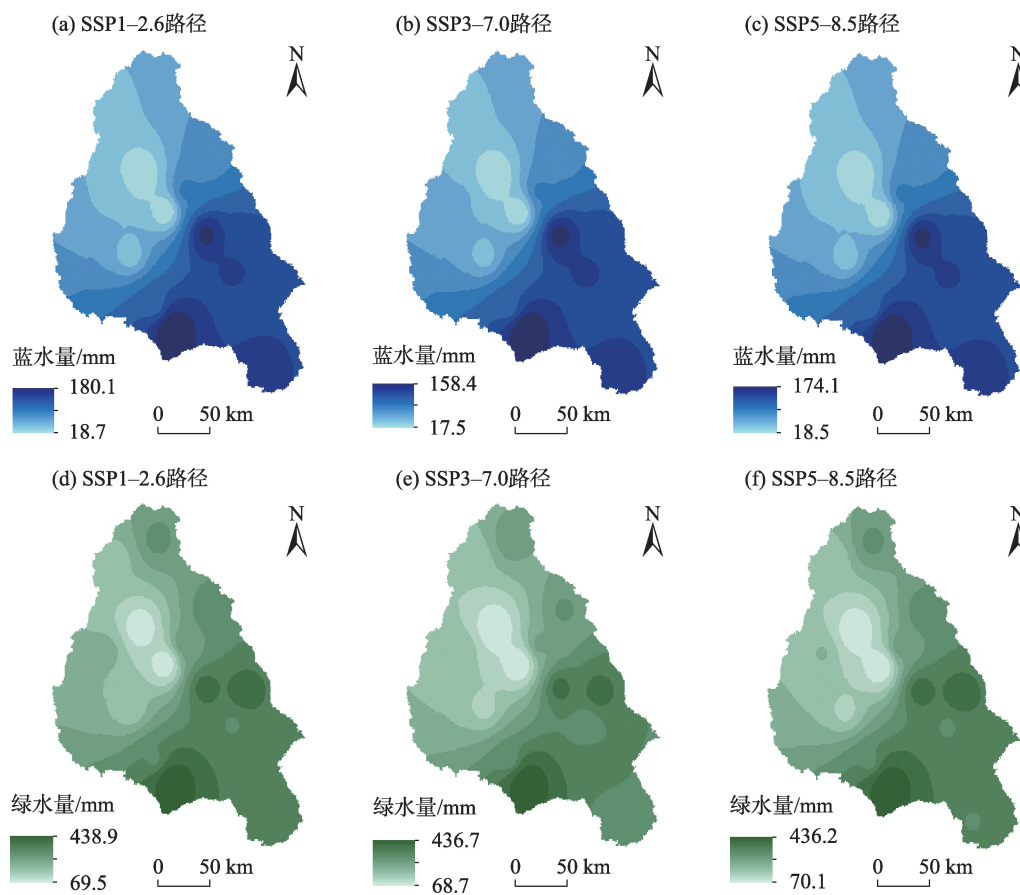 (a) SSP1–2.6路径
(b) SSP3–7.0路径
(c) SSP5–8.5路径
N
N
N
蓝水量/mm
180.1
18.7
0 50 km
蓝水量/mm
158.4
17.5
0 50 km
蓝水量/mm
174.1
18.5
0 50 km
(d) SSP1–2.6路径
(e) SSP3–7.0路径
(f) SSP5–8.5路径
N
N
N
绿水量/mm
438.9
69.5
0 50 km
绿水量/mm
436.7
68.7
0 50 km
绿水量/mm
436.2
70.1
0 50 km